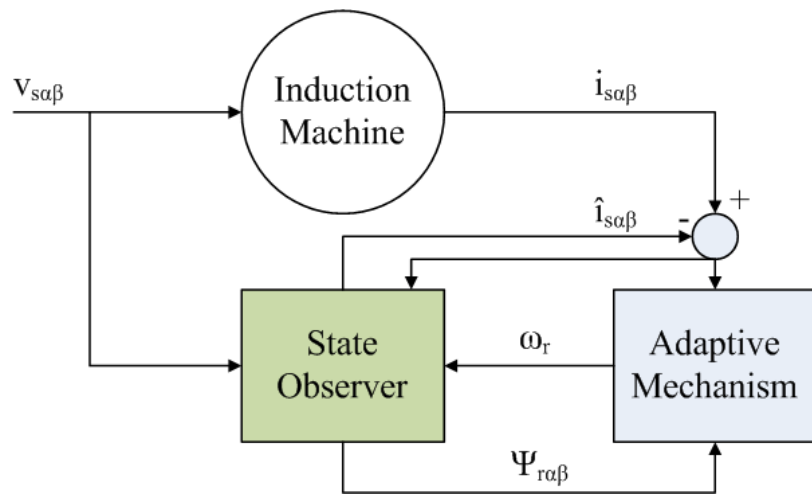 v_sαβ
Induction
Machine
i_sαβ
+
-
î_sαβ
State
Observer
ω_r
Adaptive
Mechanism
Ψ_rαβ